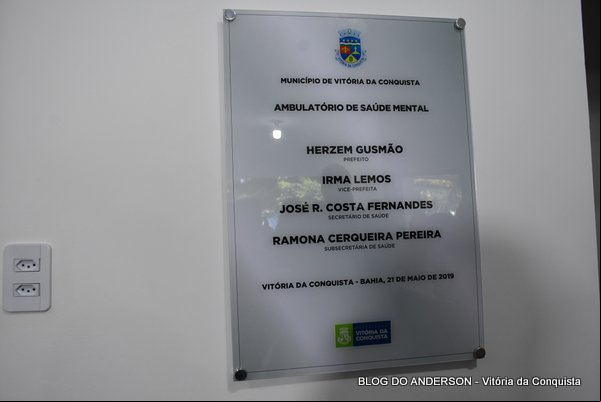 MUNICÍPIO DE VITÓRIA DA CONQUISTA
AMBULATÓRIO DE SAÚDE MENTAL
HERZEM GUSMÃO
PREFEITO
IRMA LEMOS
VICE-PREFEITA
JOSÉ R. COSTA FERNANDES
SECRETÁRIO DE SAÚDE
RAMONA CERQUEIRA PEREIRA
SUBSECRETÁRIA DE SAÚDE
VITÓRIA DA CONQUISTA - BAHIA, 21 DE MAIO DE 2019
VITÓRIA DA
CONQUISTA
BLOG DO ANDERSON - Vitória da Conquista